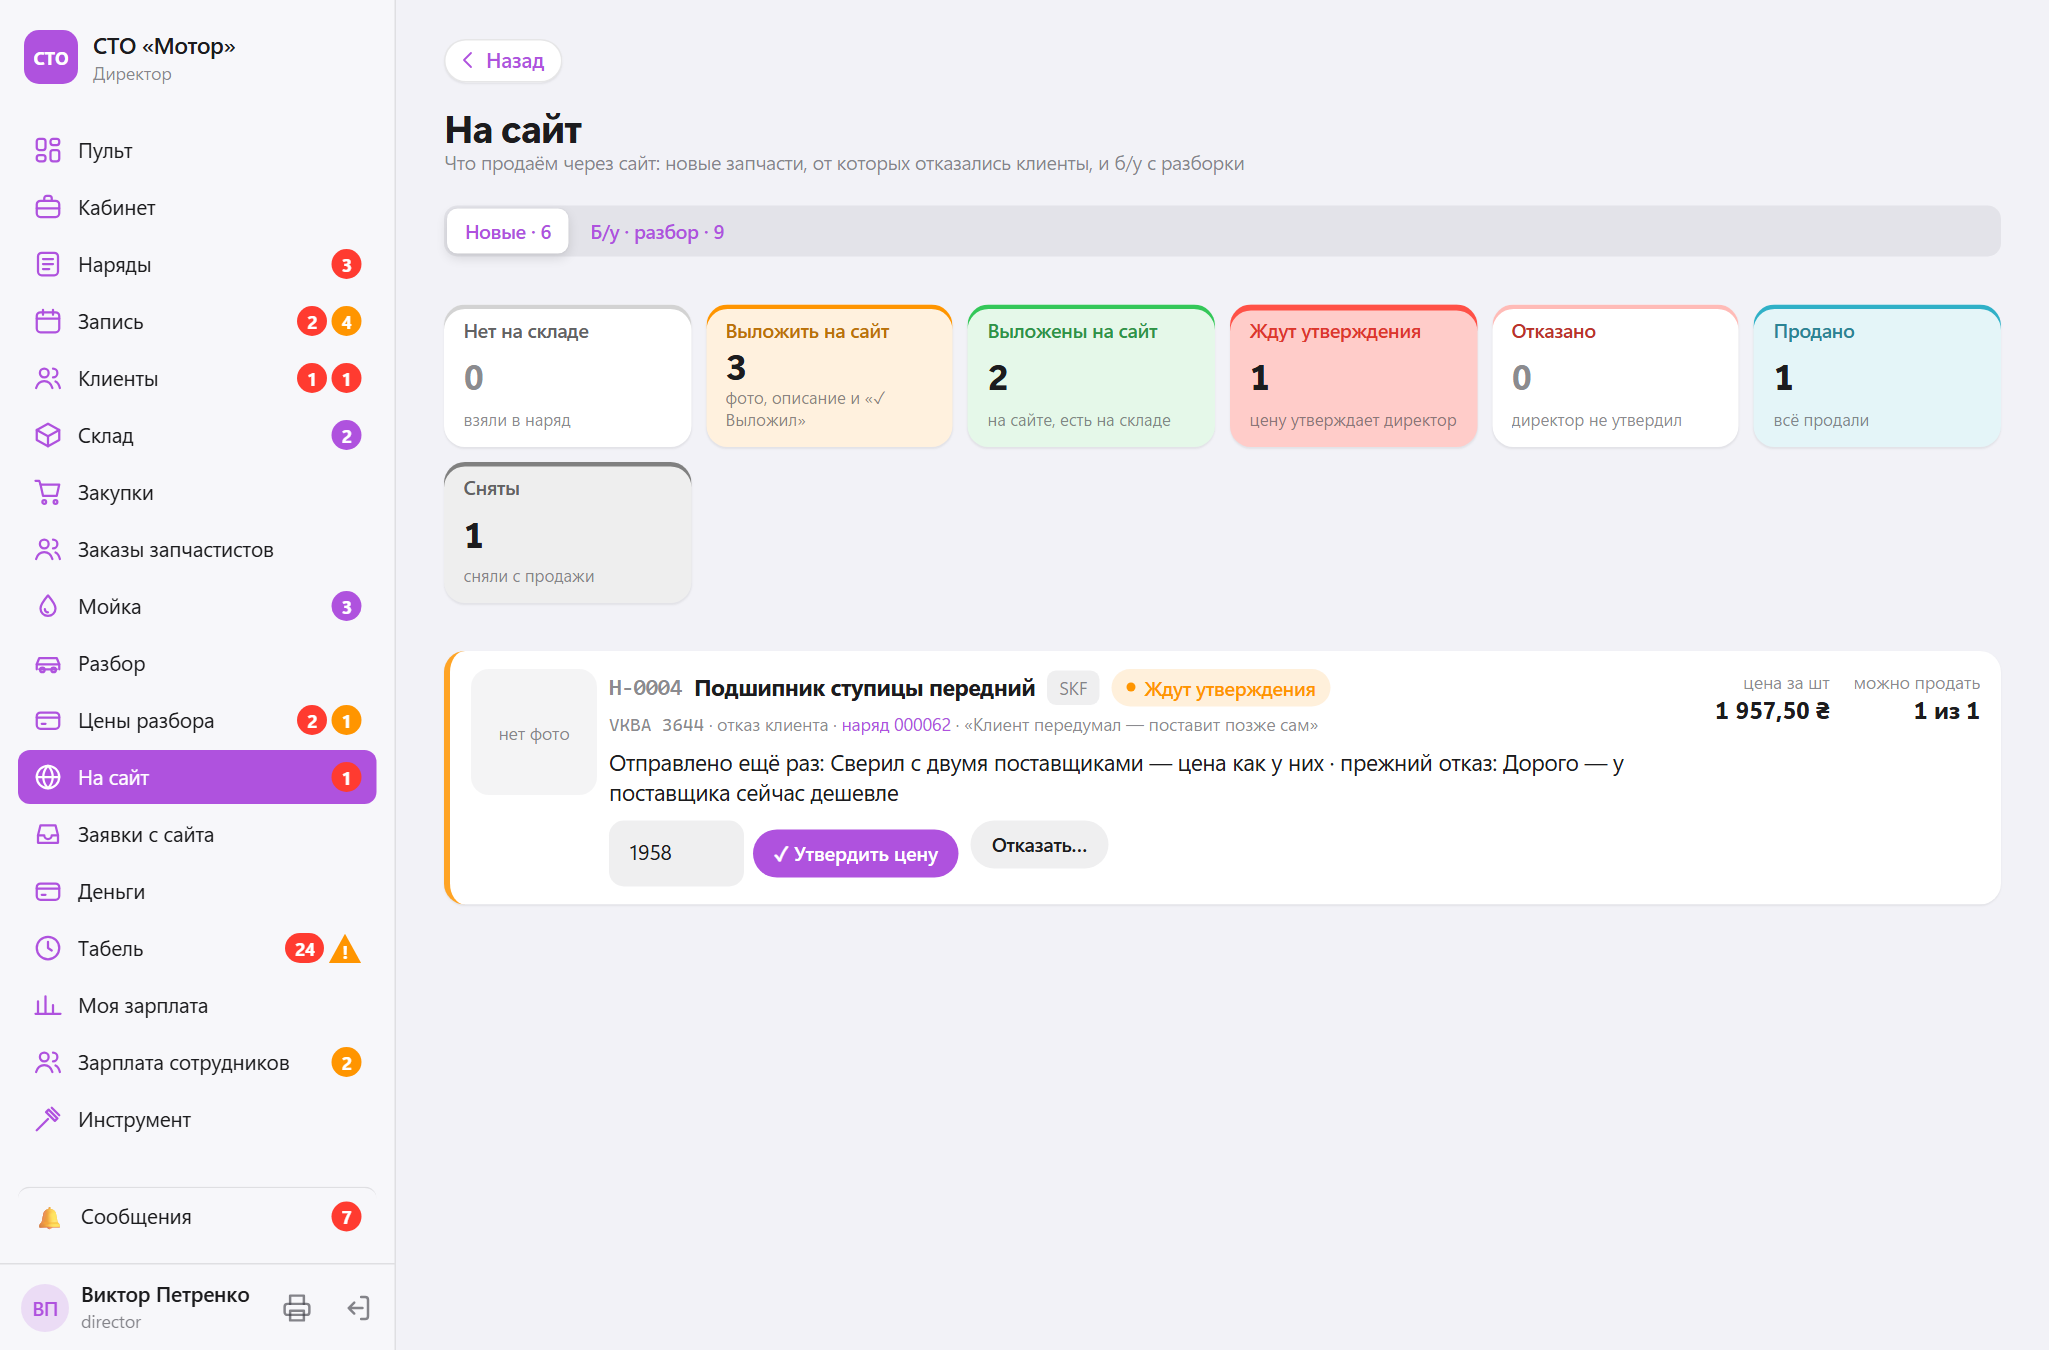 СТО
СТО «Мотор»
Директор
Пульт
Кабинет
Наряды 3
Запись 2 4
Клиенты 1 1
Склад 2
Закупки
Заказы запчастистов
Мойка 3
Разбор
Цены разбора 2 1
На сайт 1
Заявки с сайта
Деньги
Табель 24
Моя зарплата
Зарплата сотрудников 2
Инструмент
Сообщения 7
ВП
Виктор Петренко
director
Назад
На сайт
Что продаём через сайт: новые запчасти, от которых отказались клиенты, и б/у с разборки
Новые · 6 Б/у · разбор · 9
Нет на складе
0
взяли в наряд
Выложить на сайт
3
фото, описание и «✓
Выложил»
Выложены на сайт
2
на сайте, есть на складе
Ждут утверждения
1
цену утверждает директор
Отказано
0
директор не утвердил
Продано
1
всё продали
Сняты
1
сняли с продажи
нет фото
Н-0004 Подшипник ступицы передний SKF Ждут утверждения
VKBA 3644 · отказ клиента · наряд 000062 · «Клиент передумал — поставит позже сам»
Отправлено ещё раз: Сверил с двумя поставщиками — цена как у них · прежний отказ: Дорого — у
поставщика сейчас дешевле
1958 ✓ Утвердить цену Отказать...
цена за шт
1 957,50 ₴
можно продать
1 из 1